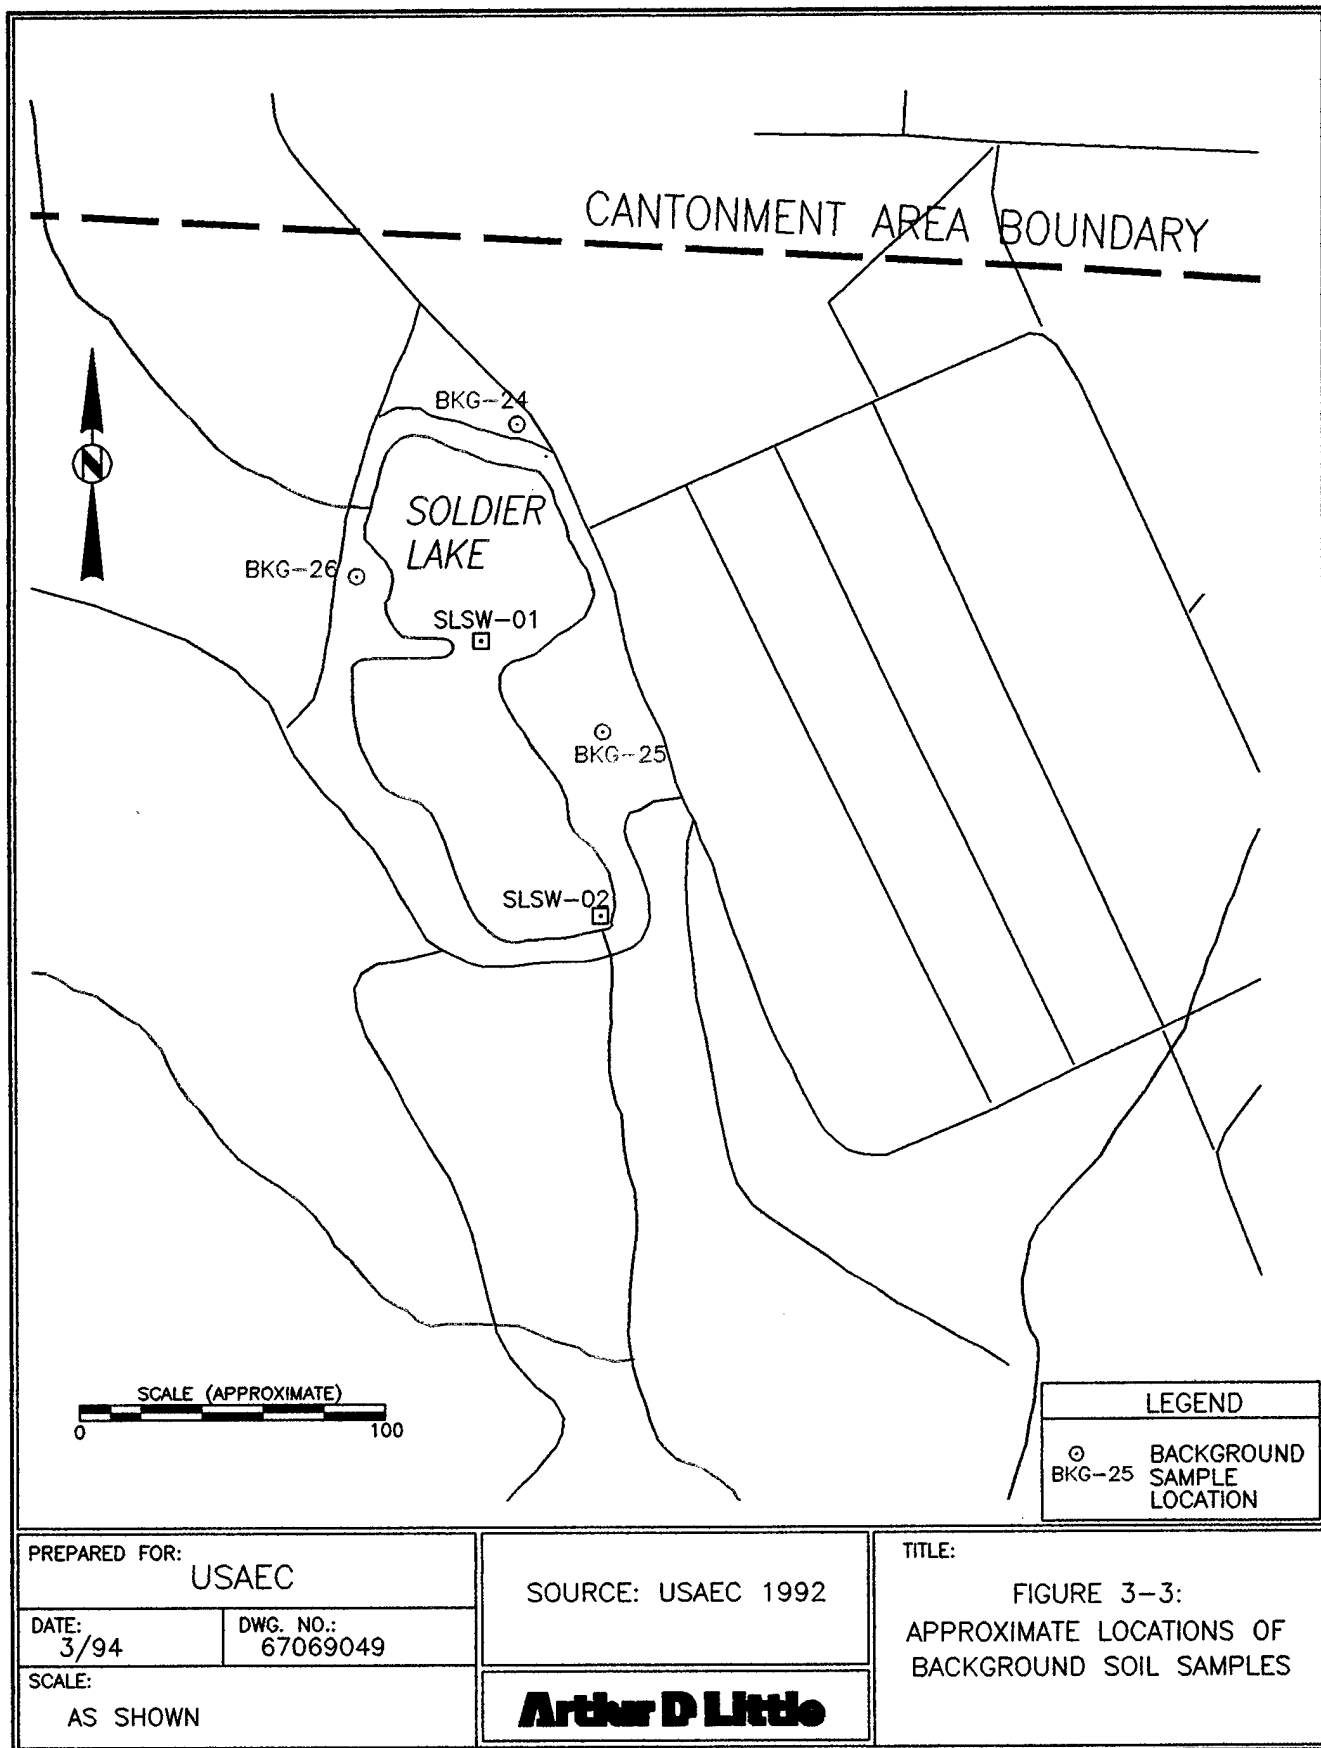 CANTONMENT AREA BOUNDARY
BKG-24
N
SOLDIER
LAKE
BKG-26
SLSW-01
BKG-25
SLSW-02
SCALE (APPROXIMATE)
0 100
LEGEND
BKG-25 BACKGROUND
SAMPLE
LOCATION
PREPARED FOR:
USAEC
DATE:
3/94
DWG. NO.:
67069049
SCALE:
AS SHOWN
SOURCE: USAEC 1992
Arthur D Little
TITLE:
FIGURE 3-3:
APPROXIMATE LOCATIONS OF
BACKGROUND SOIL SAMPLES